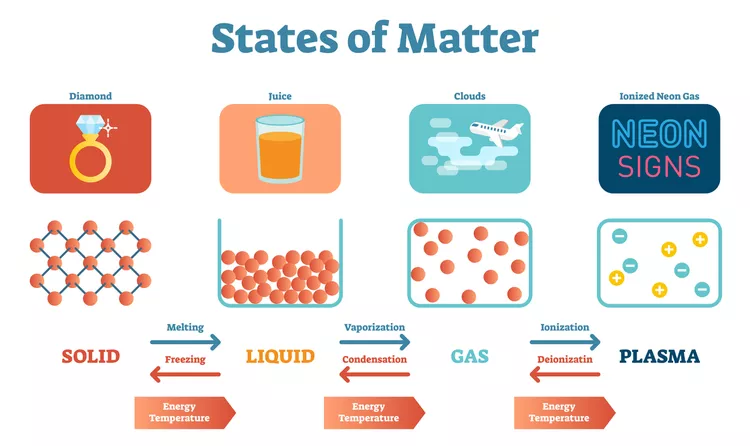 States of Matter
Diamond
Juice
Clouds
Ionized Neon Gas
NEON
SIGNS
Melting
Vaporization
Ionization
SOLID
Freezing
LIQUID
Condensation
GAS
Deionizatin
PLASMA
Energy
Temperature
Energy
Temperature
Energy
Temperature